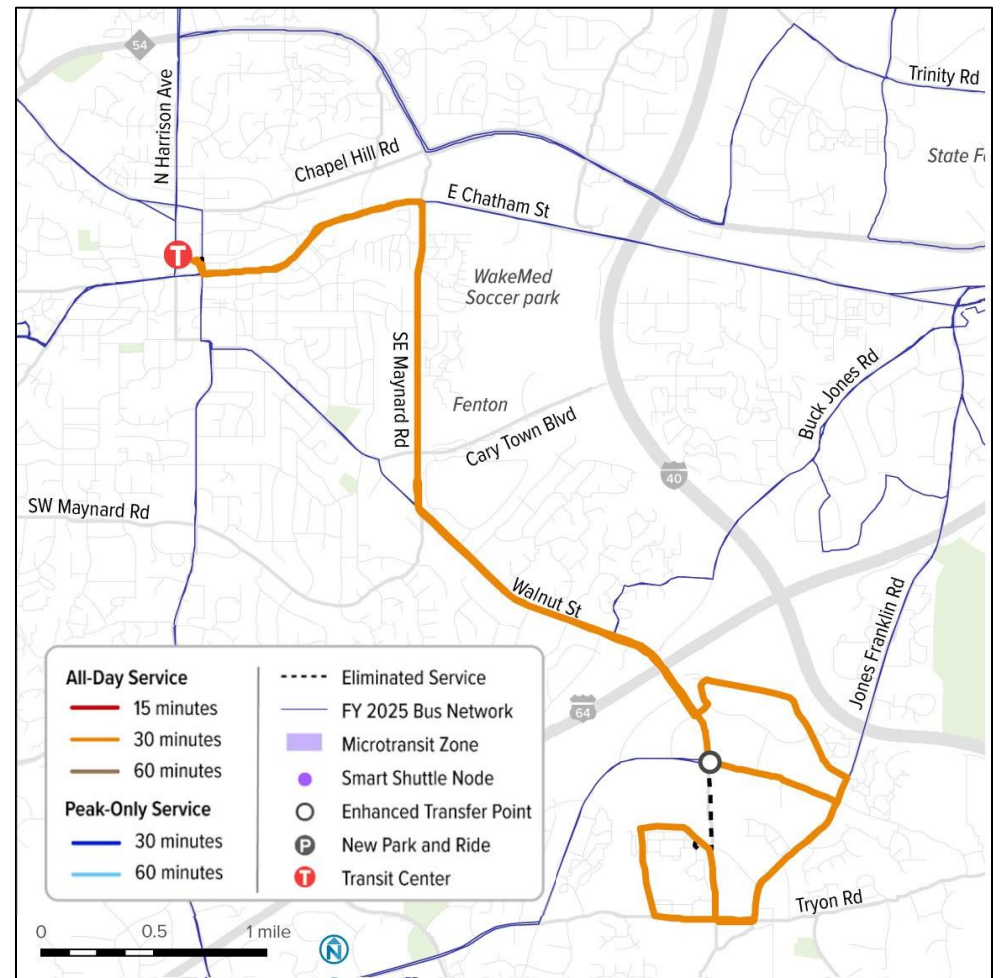 54
N Harrison Ave
Trinity Rd
Chapel Hill Rd
E Chatham St
T
WakeMed
Soccer park
SE Maynard Rd
Fenton
Cary Town Blvd
Buck Jones Rd
40
SW Maynard Rd
Walnut St
Jones Franklin Rd
64
Tryon Rd
All-Day Service
15 minutes
30 minutes
60 minutes
Peak-Only Service
30 minutes
60 minutes
Eliminated Service
FY 2025 Bus Network
Microtransit Zone
Smart Shuttle Node
Enhanced Transfer Point
P New Park and Ride
T Transit Center
0 0.5 1 mile
N
State F